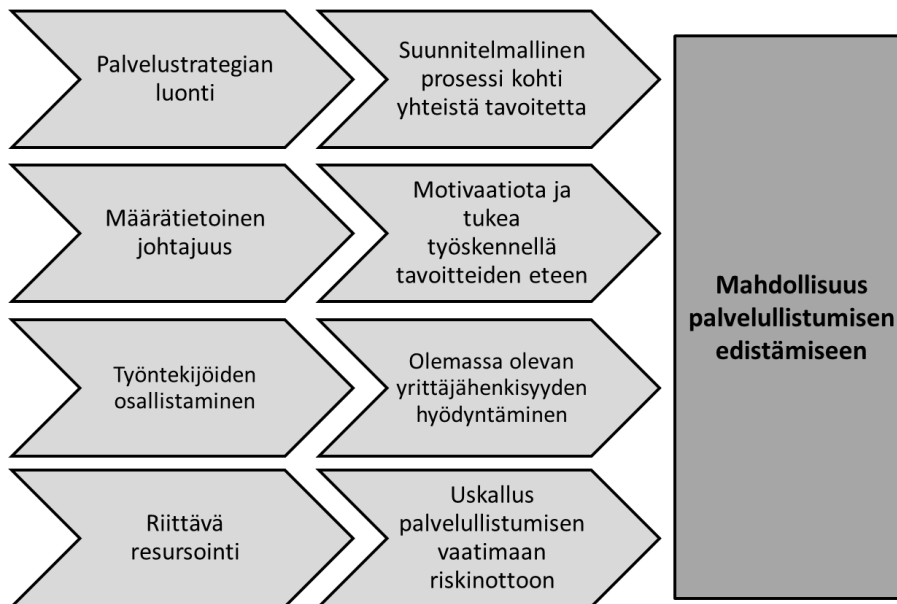 Palvelustrategian
luonti
Suunnitelmallinen
prosessi kohti
yhteistä tavoitetta
Määrätietoinen
johtajuus
Motivaatiota ja
tukea
työskennellä
tavoitteiden eteen
Työntekijöiden
osallistaminen
Olemassa olevan
yrittäjähenkisyyden
hyödyntäminen
Riittävä
resursointi
Uskallus
palvelullistumisen
vaatimaan
riskinottoon
Mahdollisuus
palvelullistumisen
edistämiseen